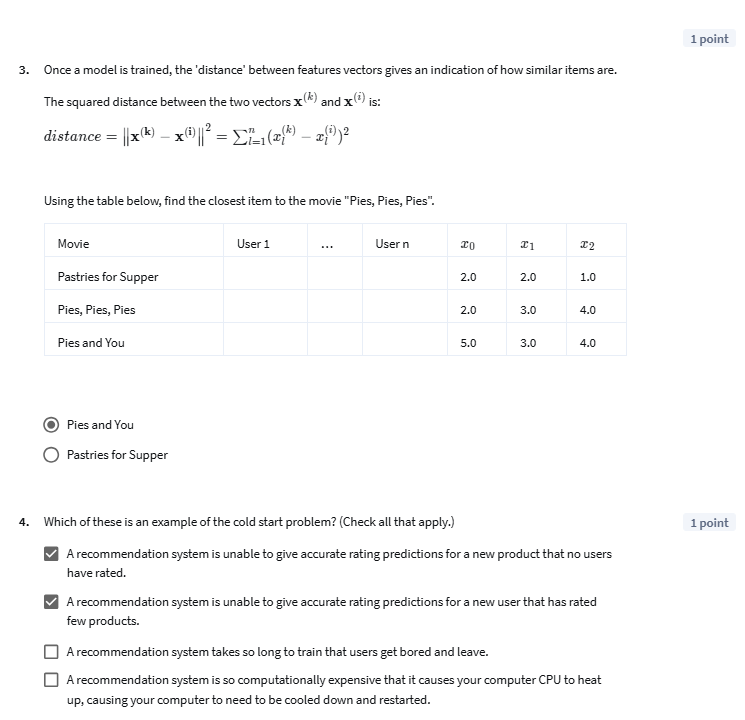 1 point
3. Once a model is trained, the 'distance' between features vectors gives an indication of how similar items are.
The squared distance between the two vectors x^(k) and x^(i) is:
distance = ||x^(k) − x^(i)||^2 = ∑_{l=1}^{n} (x_l^(k) − x_l^(i))^2
Using the table below, find the closest item to the movie "Pies, Pies, Pies".
Movie User 1 ... User n x_0 x_1 x_2
Pastries for Supper 2.0 2.0 1.0
Pies, Pies, Pies 2.0 3.0 4.0
Pies and You 5.0 3.0 4.0
Pies and You
Pastries for Supper
4. Which of these is an example of the cold start problem? (Check all that apply.)
1 point
A recommendation system is unable to give accurate rating predictions for a new product that no users
have rated.
A recommendation system is unable to give accurate rating predictions for a new user that has rated
few products.
A recommendation system takes so long to train that users get bored and leave.
A recommendation system is so computationally expensive that it causes your computer CPU to heat
up, causing your computer to need to be cooled down and restarted.